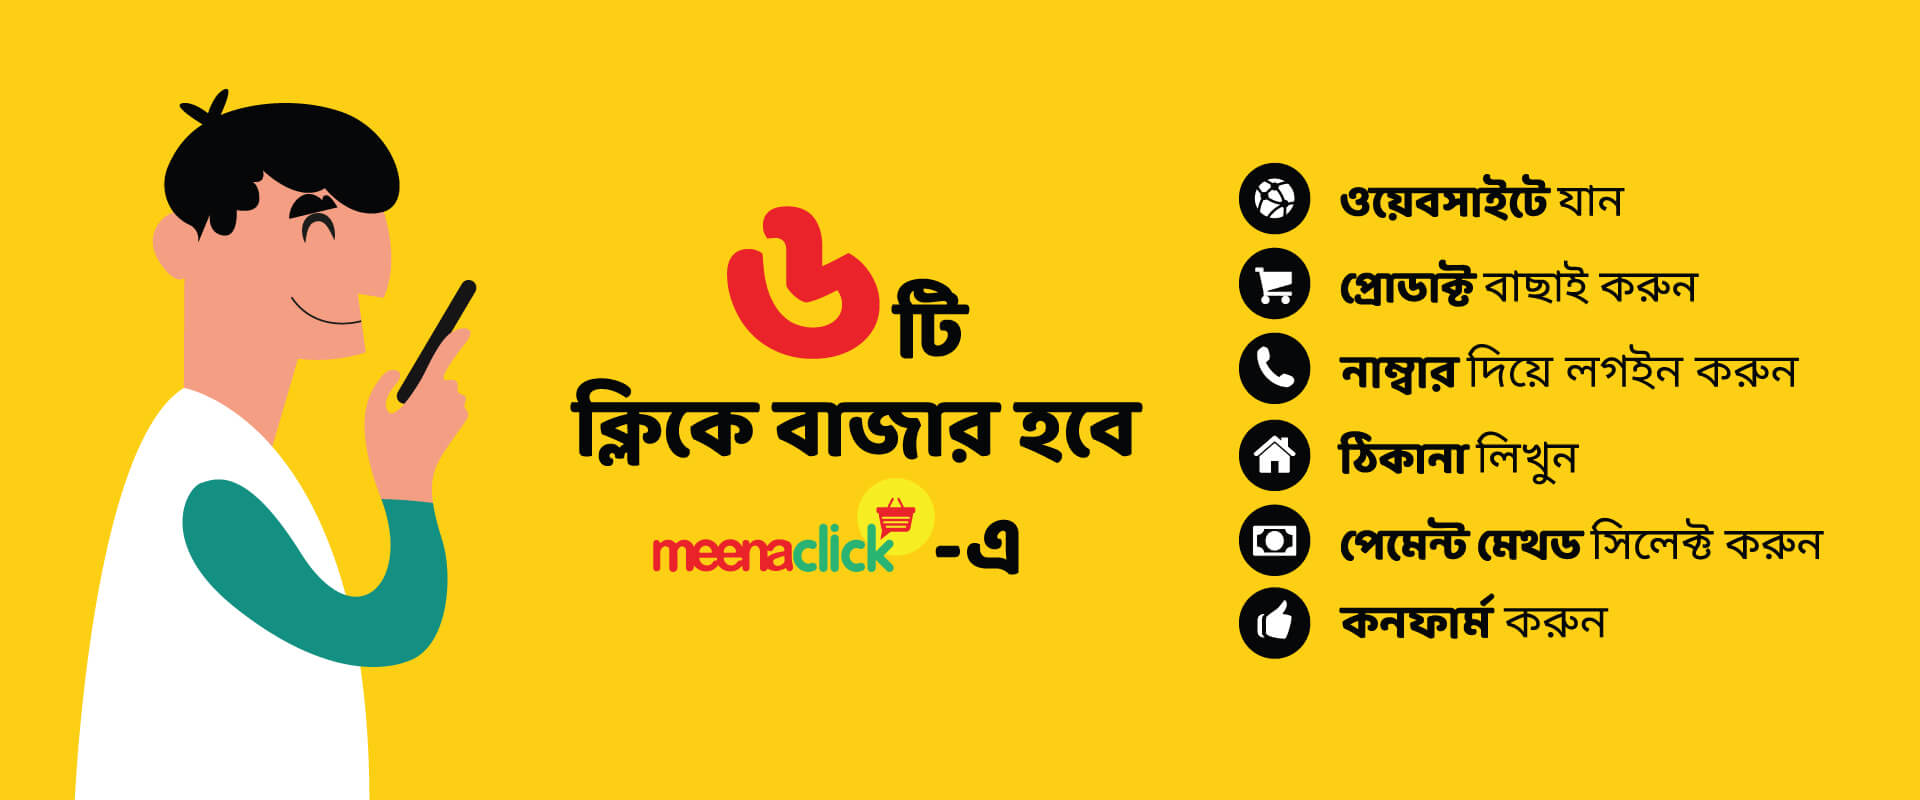 ৬টি
ক্লিকে বাজার হবে
meenaclick -এ
ওয়েবসাইটে যান
প্রোডাক্ট বাছাই করুন
নাম্বার দিয়ে লগইন করুন
ঠিকানা লিখুন
পেমেন্ট মেথড সিলেক্ট করুন
কনফার্ম করুন